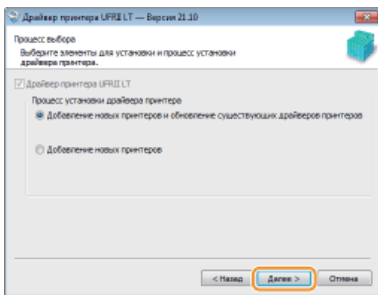 Драйвер принтера UFRII LT — Версия 21.10
Процесс выбора
Выберите элементы для установки и процесс установки
драйвера принтера.
Драйвер принтера UFRII LT
Процесс установки драйвера принтера
Добавление новых принтеров и обновление существующих драйверов принтеров
Добавление новых принтеров
< Назад Далее > Отмена